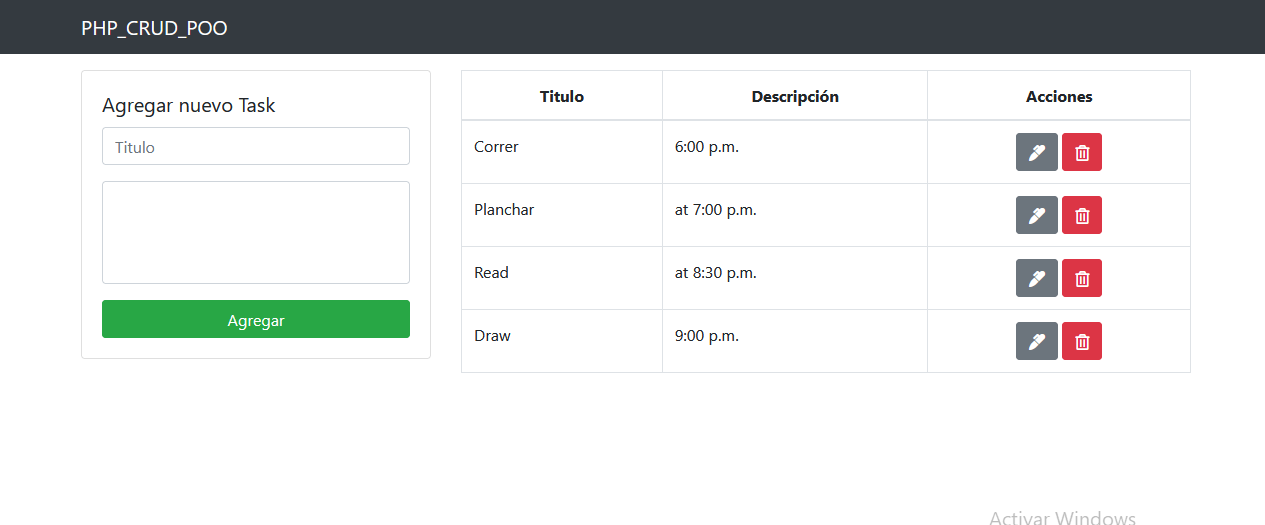 PHP_CRUD_POO
Agregar nuevo Task
Titulo
Agregar
Titulo Descripción Acciones
Correr 6:00 p.m.
Planchar at 7:00 p.m.
Read at 8:30 p.m.
Draw 9:00 p.m.
Activar Windows